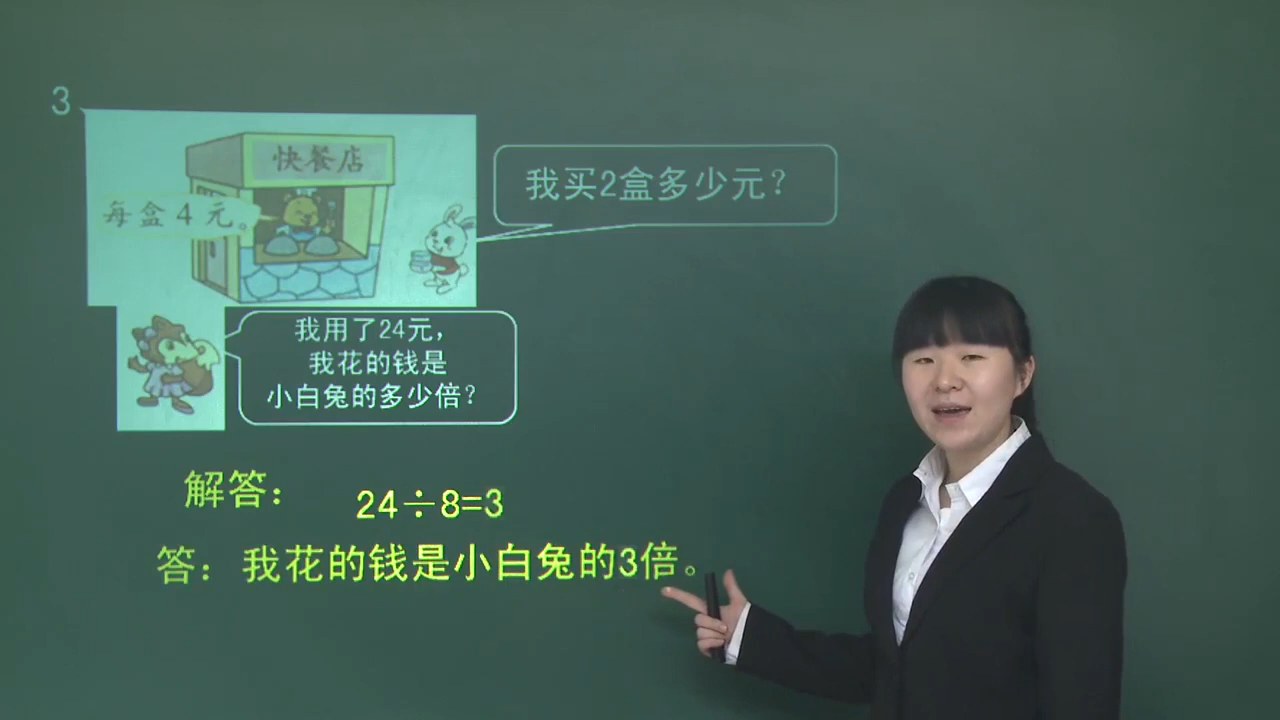 3
快餐店
每盒4元。
我买2盒多少元？
我用了24元，
我花的钱是
小白兔的多少倍？
解答： 24÷8=3
答：我花的钱是小白兔的3倍。